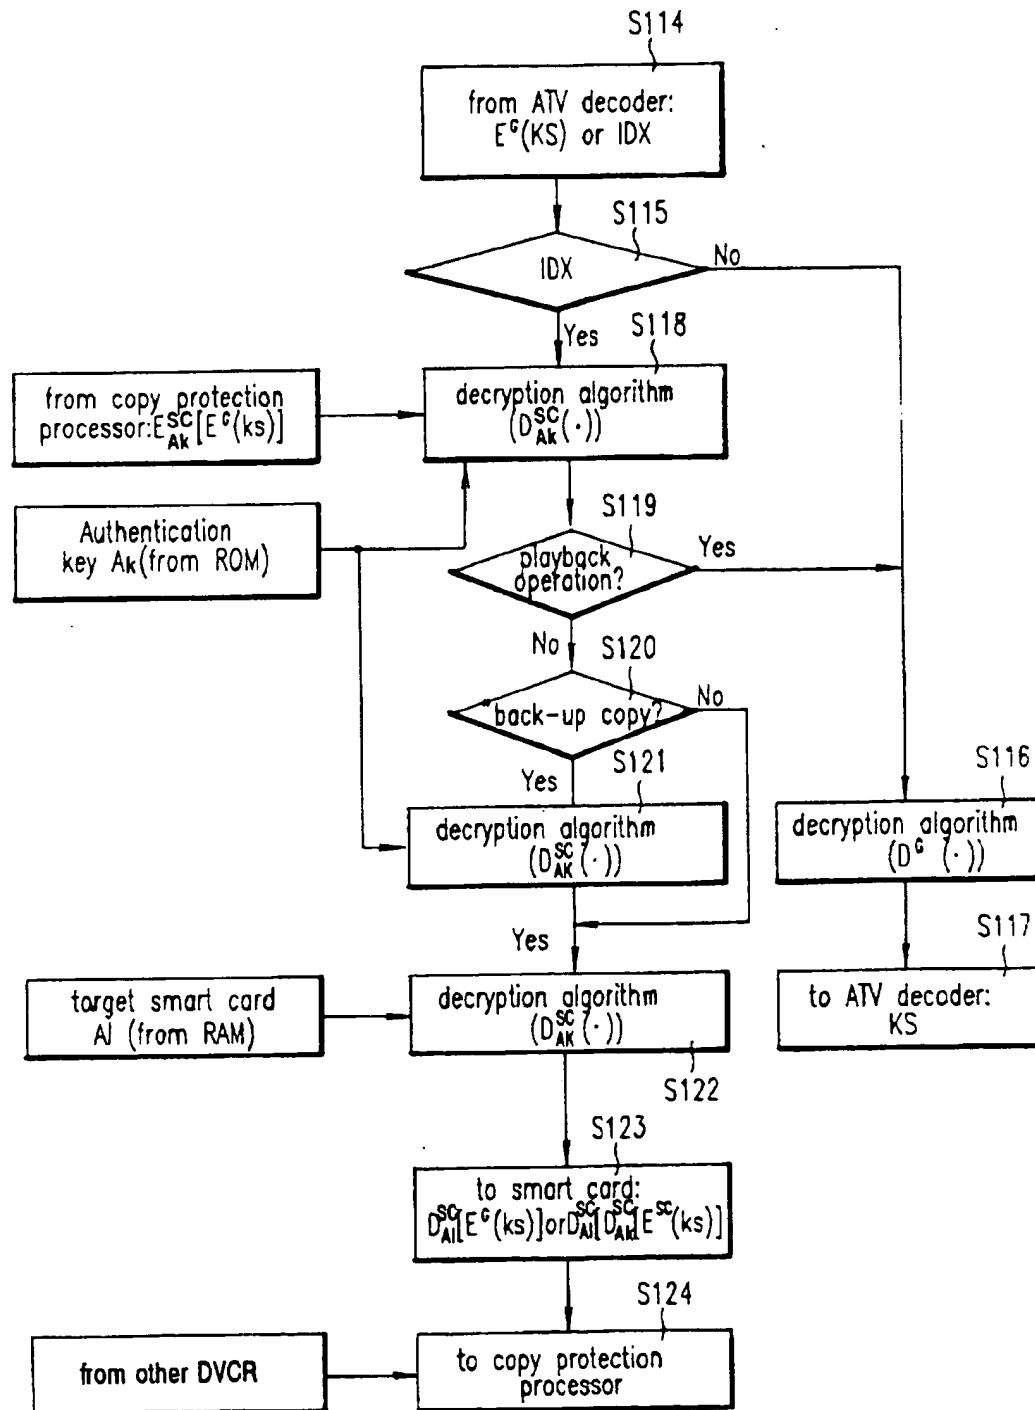 S114
from ATV decoder:
E^G(KS) or IDX
S115
IDX
No
Yes
S118
from copy protection
processor:E^SC_Ak[E^G(ks)]
decryption algorithm
(D^SC_Ak(·))
Authentication
key Ak(from ROM)
S119
playback
operation?
Yes
No
S120
"back-up copy?
No
Yes
S121
S116
decryption algorithm
(D^SC_AK(·))
decryption algorithm
(D^G (·))
Yes
S117
target smart card
Al (from RAM)
decryption algorithm
(D^SC_AK(·))
to ATV decoder:
KS
S122
S123
to smart card:
D^SC_Al[E^G(ks)]orD^SC_Al[D^SC_Ak[E^SC(ks)]
S124
from other DVCR
to copy protection
processor